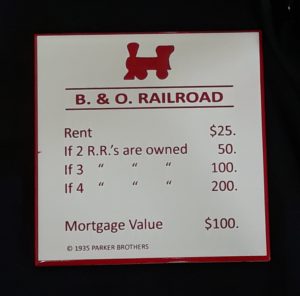 B. & O. RAILROAD
Rent $25.
If 2 R.R.'s are owned 50.
If 3 “ “ “ 100.
If 4 “ “ “ 200.
Mortgage Value $100.
© 1935 PARKER BROTHERS